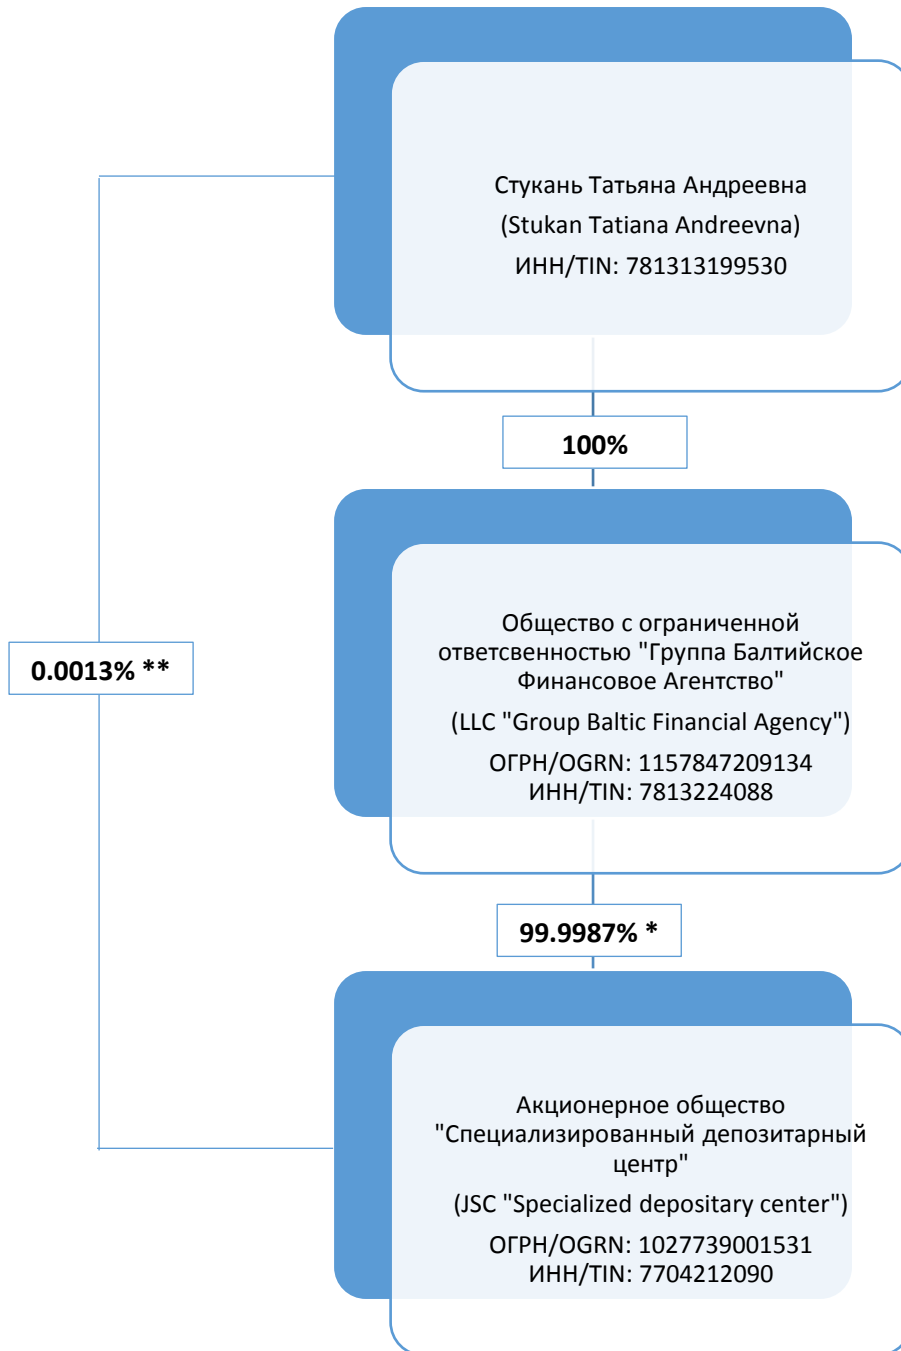 Стукань Татьяна Андреевна
(Stukan Tatiana Andreevna)
ИНН/TIN: 781313199530
100%
Общество с ограниченной
ответсвенностью "Группа Балтийское
Финансовое Агентство"
(LLC "Group Baltic Financial Agency")
ОГРН/OGRN: 1157847209134
ИНН/TIN: 7813224088
0.0013% **
99.9987% *
Акционерное общество
"Специализированный депозитарный
центр"
(JSC "Specialized depositary center")
ОГРН/OGRN: 1027739001531
ИНН/TIN: 7704212090